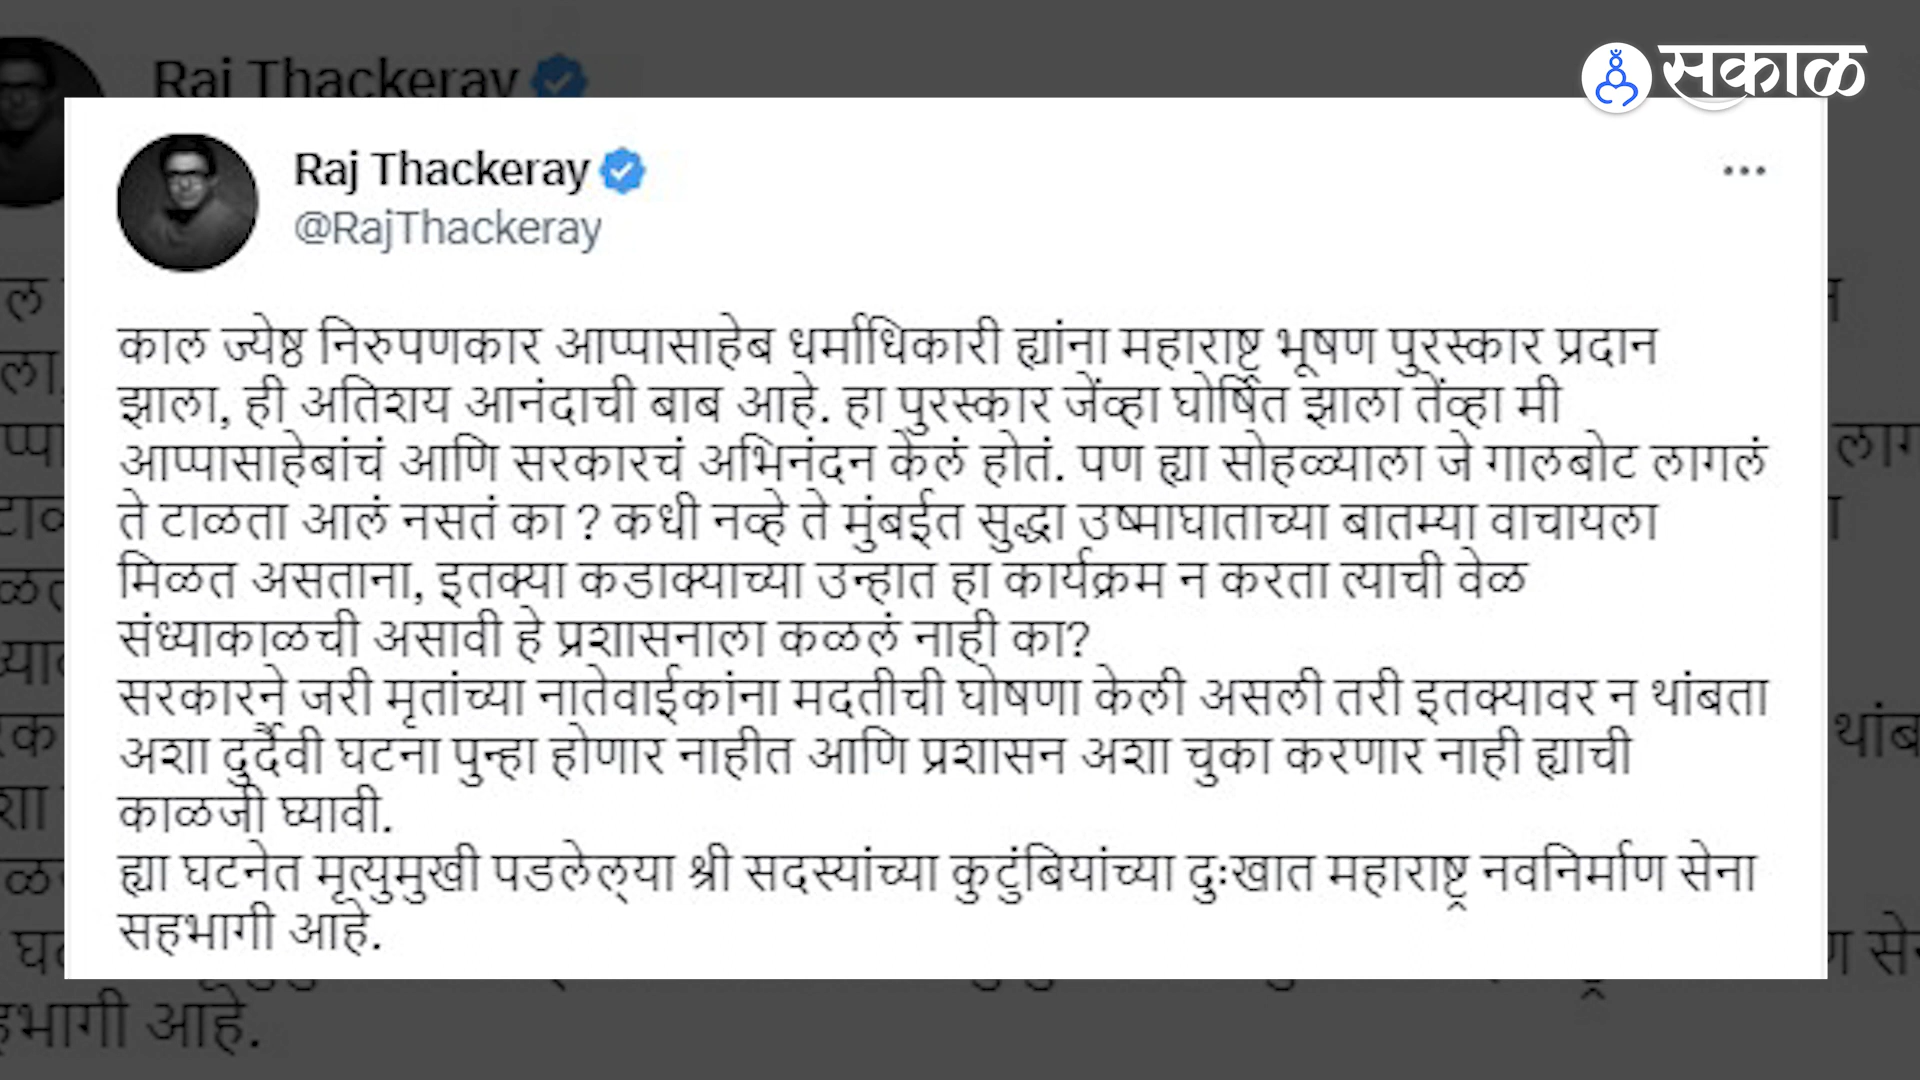 Raj Thackeray
सकाळ
Raj Thackeray
@RajThackeray
काल ज्येष्ठ निरुपणकार आप्पासाहेब धर्माधिकारी ह्यांना महाराष्ट्र भूषण पुरस्कार प्रदान
झाला, ही अतिशय आनंदाची बाब आहे. हा पुरस्कार जेंव्हा घोषित झाला तेंव्हा मी
आप्पासाहेबांचं आणि सरकारचं अभिनंदन केलं होतं. पण ह्या सोहळ्याला जे गालबोट लागलं
ते टाळता आलं नसतं का ? कधी नव्हे ते मुंबईत सुद्धा उष्माघाताच्या बातम्या वाचायला
मिळत असताना, इतक्या कडाक्याच्या उन्हात हा कार्यक्रम न करता त्याची वेळ
संध्याकाळची असावी हे प्रशासनाला कळलं नाही का?
सरकारने जरी मृतांच्या नातेवाईकांना मदतीची घोषणा केली असली तरी इतक्यावर न थांबता
अशा दुर्दैवी घटना पुन्हा होणार नाहीत आणि प्रशासन अशा चुका करणार नाही ह्याची
काळजी घ्यावी.
ह्या घटनेत मृत्युमुखी पडलेल्‍या श्री सदस्यांच्या कुटुंबियांच्या दुःखात महाराष्ट्र नवनिर्माण सेना
सहभागी आहे.